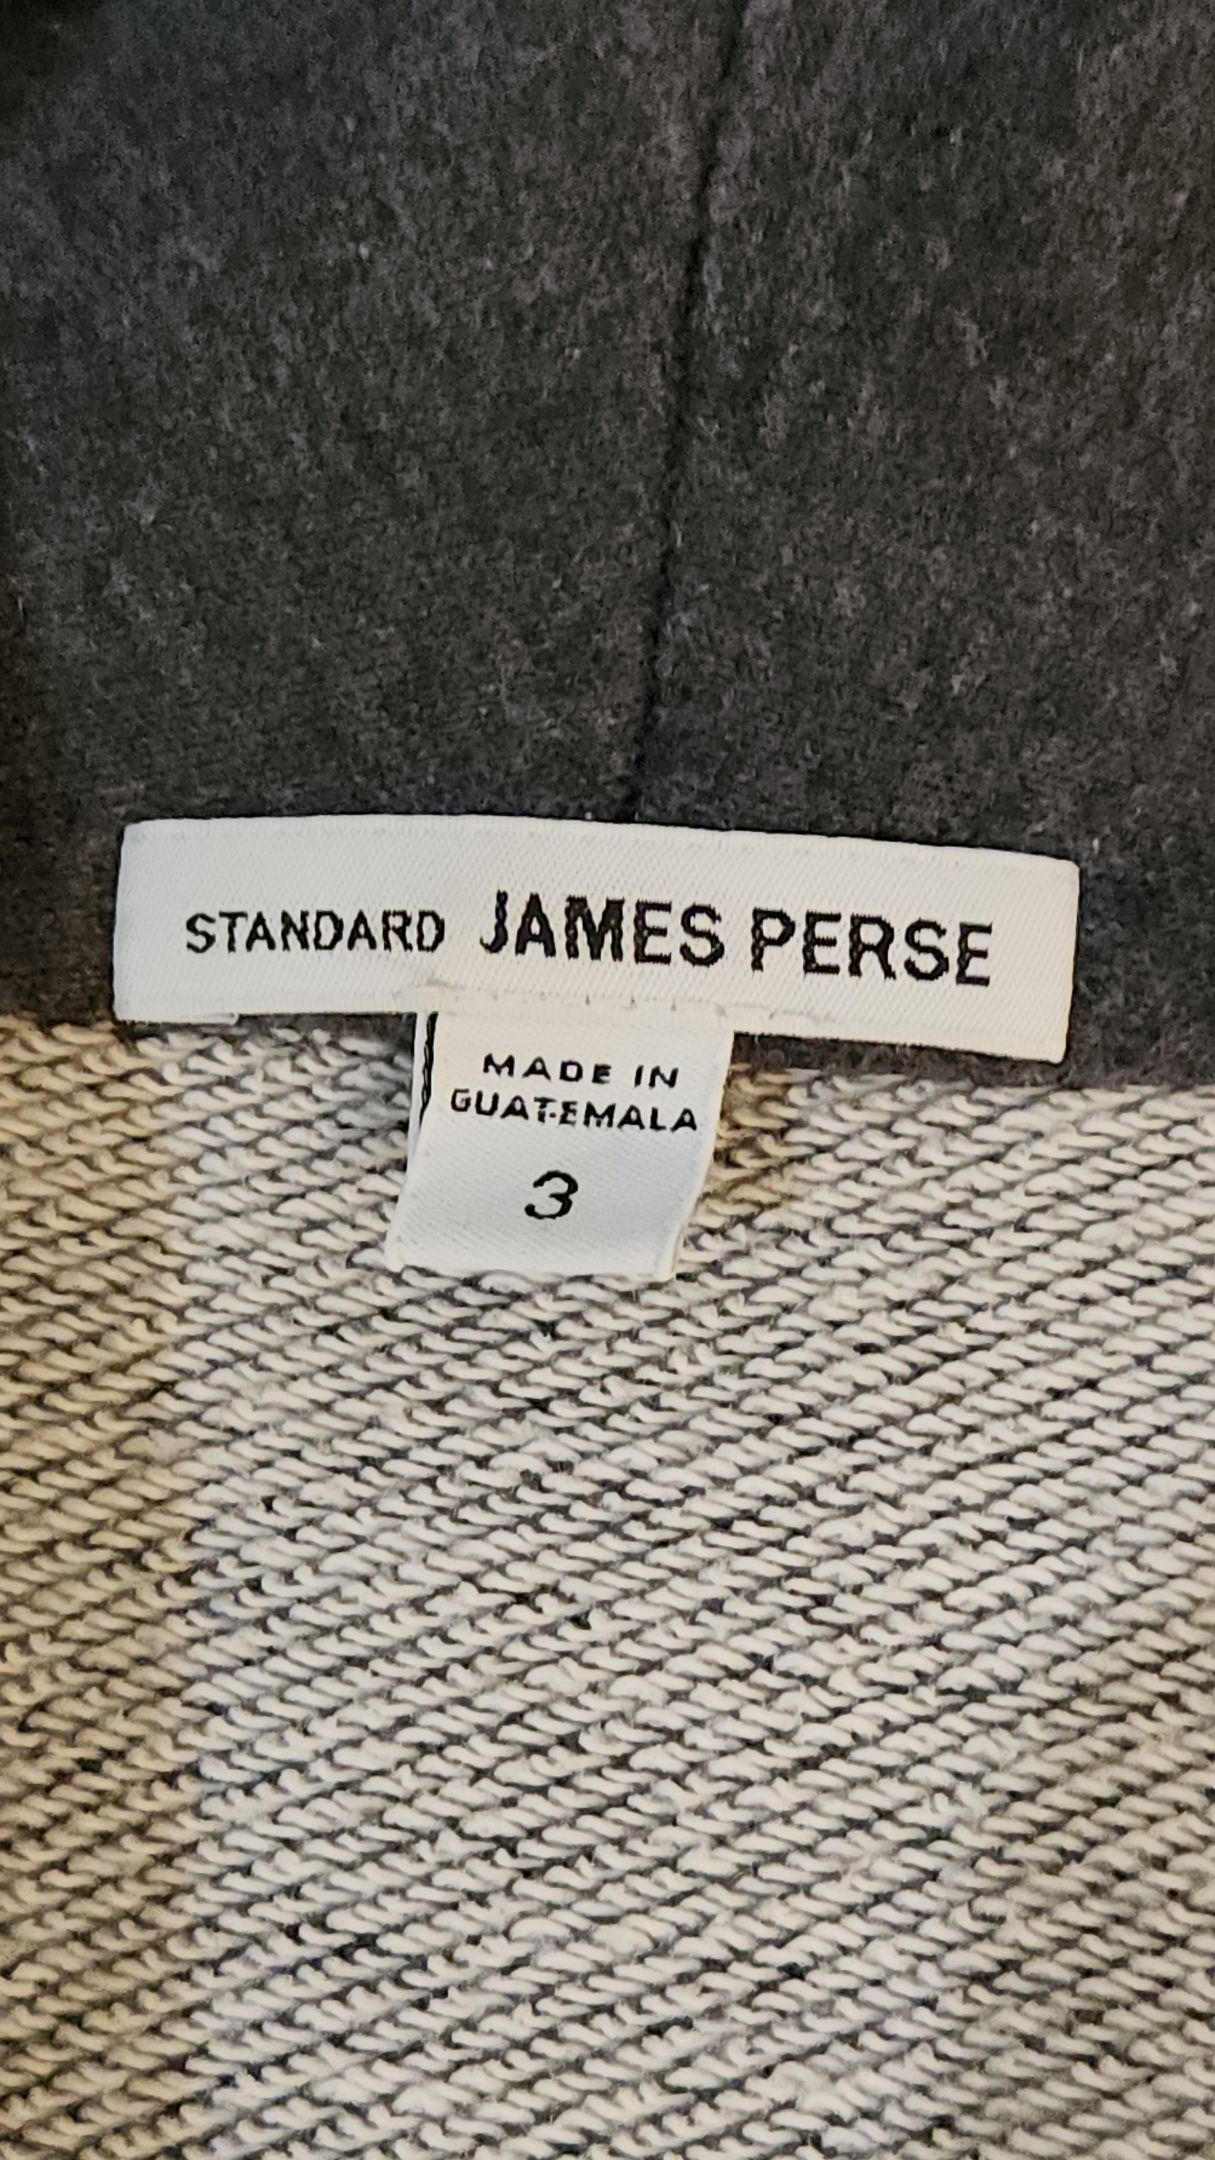 STANDARD JAMES PERSE
MADE IN
GUATEMALA
3